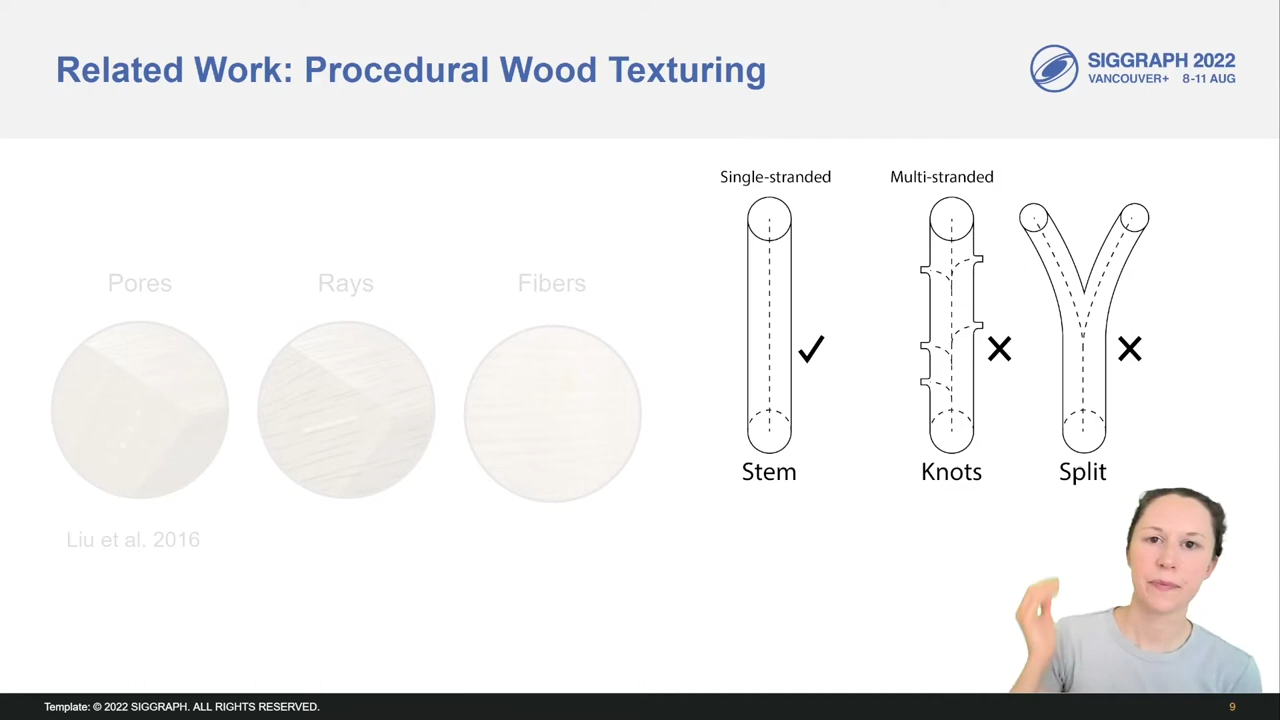 Related Work: Procedural Wood Texturing
SIGGRAPH 2022
VANCOUVER+ 8-11 AUG
Single-stranded
Multi-stranded
Pores
Rays
Fibers
Stem
Knots
Split
Liu et al. 2016
Template: © 2022 SIGGRAPH. ALL RIGHTS RESERVED.
9